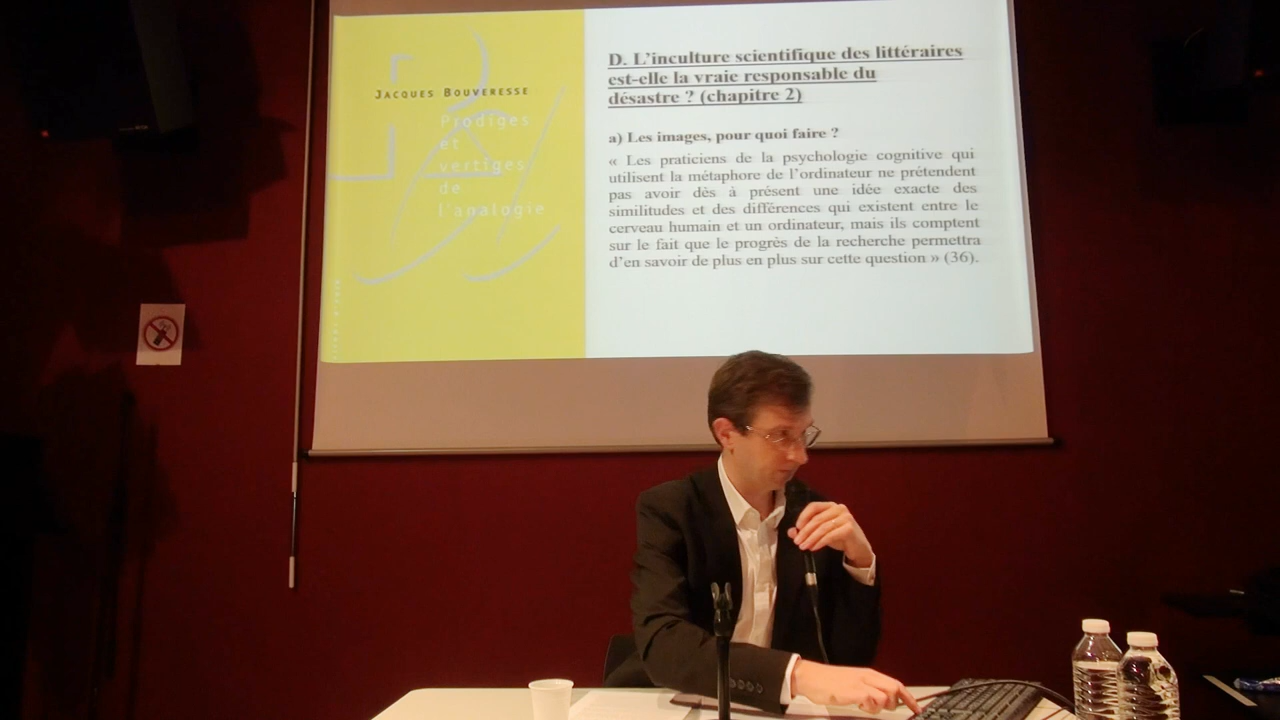 JACQUES BOUVERESSE
Prodiges
et
vertiges
de
l'analogie
D. L'inculture scientifique des littéraires
est-elle la vraie responsable du
désastre ? (chapitre 2)
a) Les images, pour quoi faire ?
« Les praticiens de la psychologie cognitive qui
utilisent la métaphore de l'ordinateur ne prétendent
pas avoir dès à présent une idée exacte des
similitudes et des différences qui existent entre le
cerveau humain et un ordinateur, mais ils comptent
sur le fait que le progrès de la recherche permettra
d'en savoir de plus en plus sur cette question » (36).